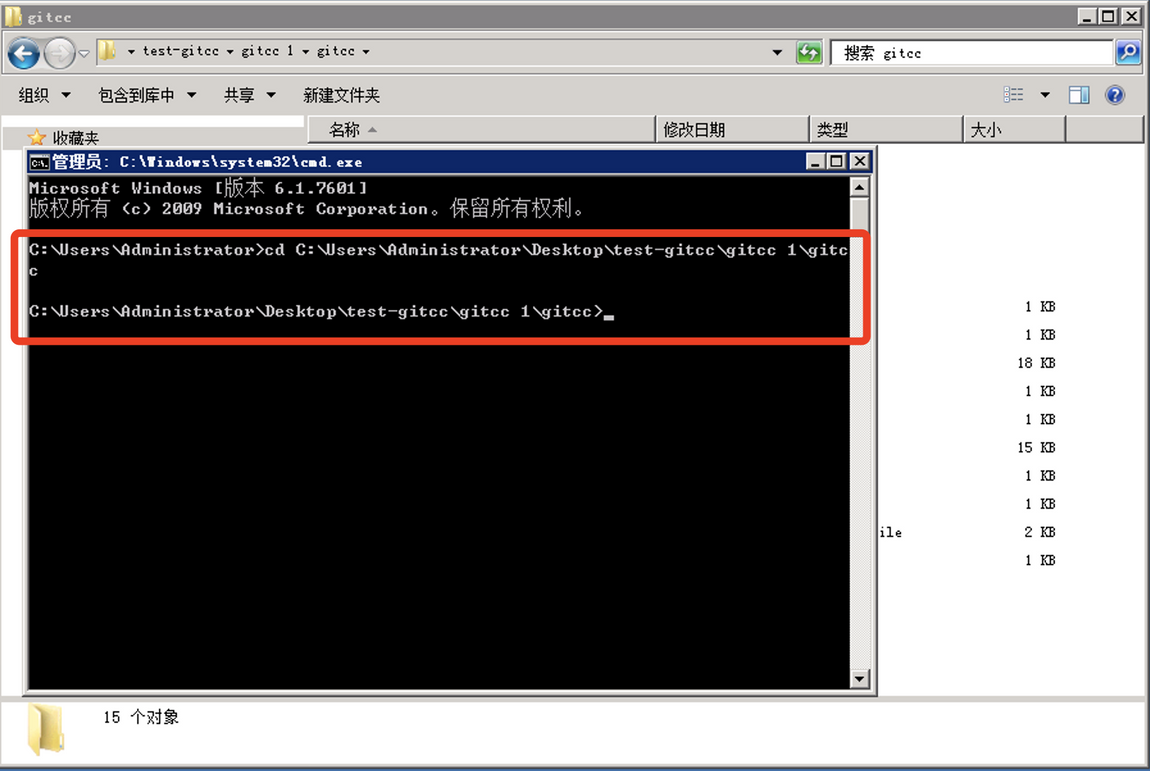 gitcc
test-gitcc gitcc 1 gitcc
搜索 gitcc
组织 包含到库中 共享 新建文件夹
收藏夹 名称 修改日期 类型 大小
管理员: C:\Windows\system32\cmd.exe
Microsoft Windows [版本 6.1.7601]
版权所有 (c) 2009 Microsoft Corporation。保留所有权利。
C:\Users\Administrator>cd C:\Users\Administrator\Desktop\test-gitcc\gitcc 1\gitc
c
C:\Users\Administrator\Desktop\test-gitcc\gitcc 1\gitcc>_
1 KB
1 KB
18 KB
1 KB
1 KB
15 KB
1 KB
1 KB
ile 2 KB
1 KB
15 个对象